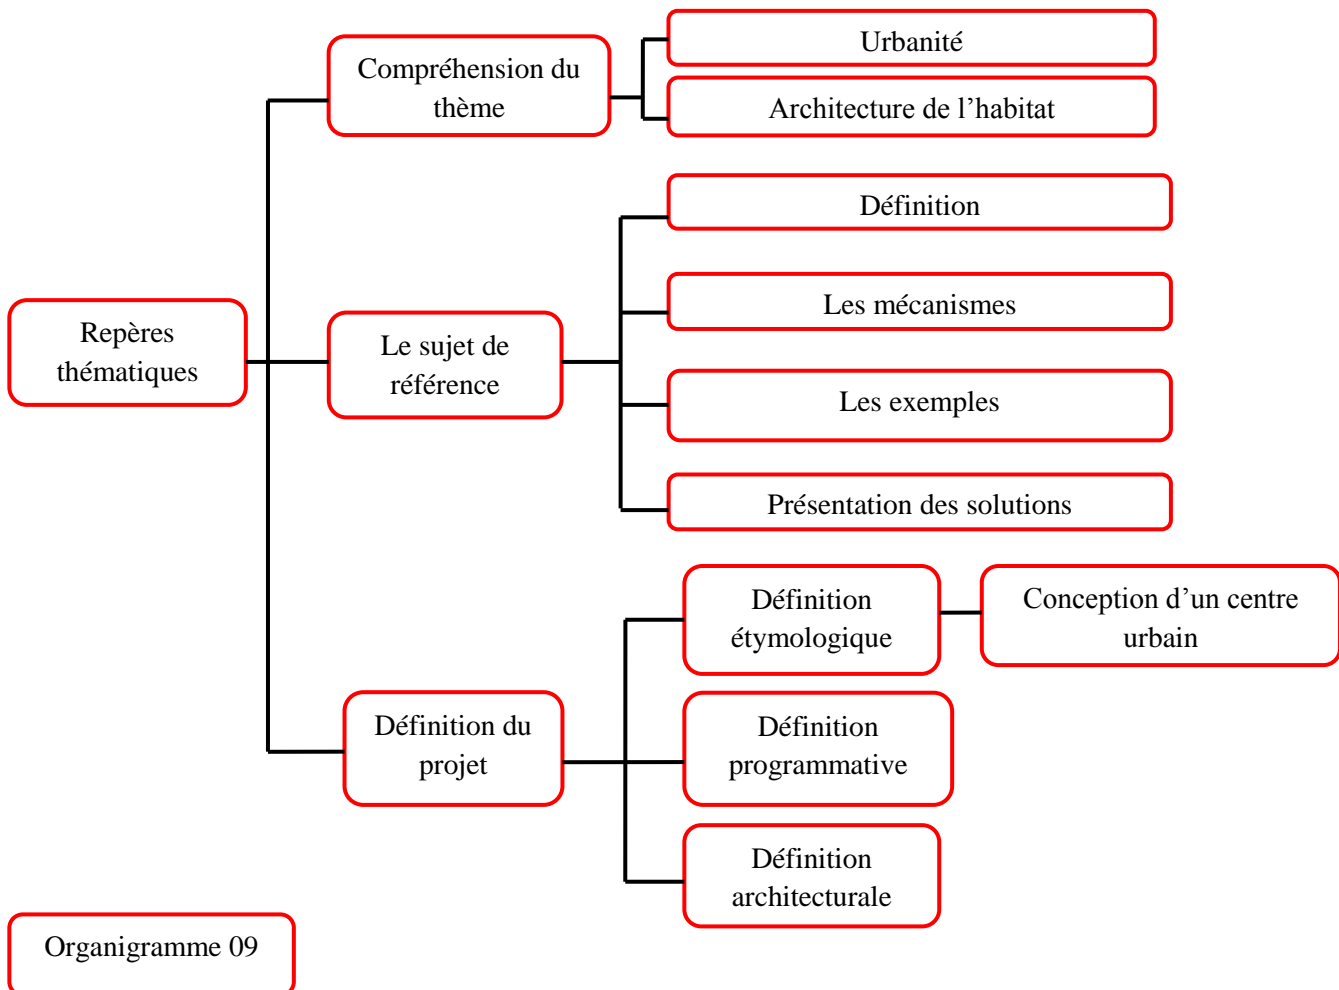 Urbanité
Compréhension du
thème
Architecture de l’habitat
Définition
Les mécanismes
Repères
thématiques
Le sujet de
référence
Les exemples
Présentation des solutions
Définition
étymologique
Conception d’un centre
urbain
Définition du
projet
Définition
programmative
Définition
architecturale
Organigramme 09